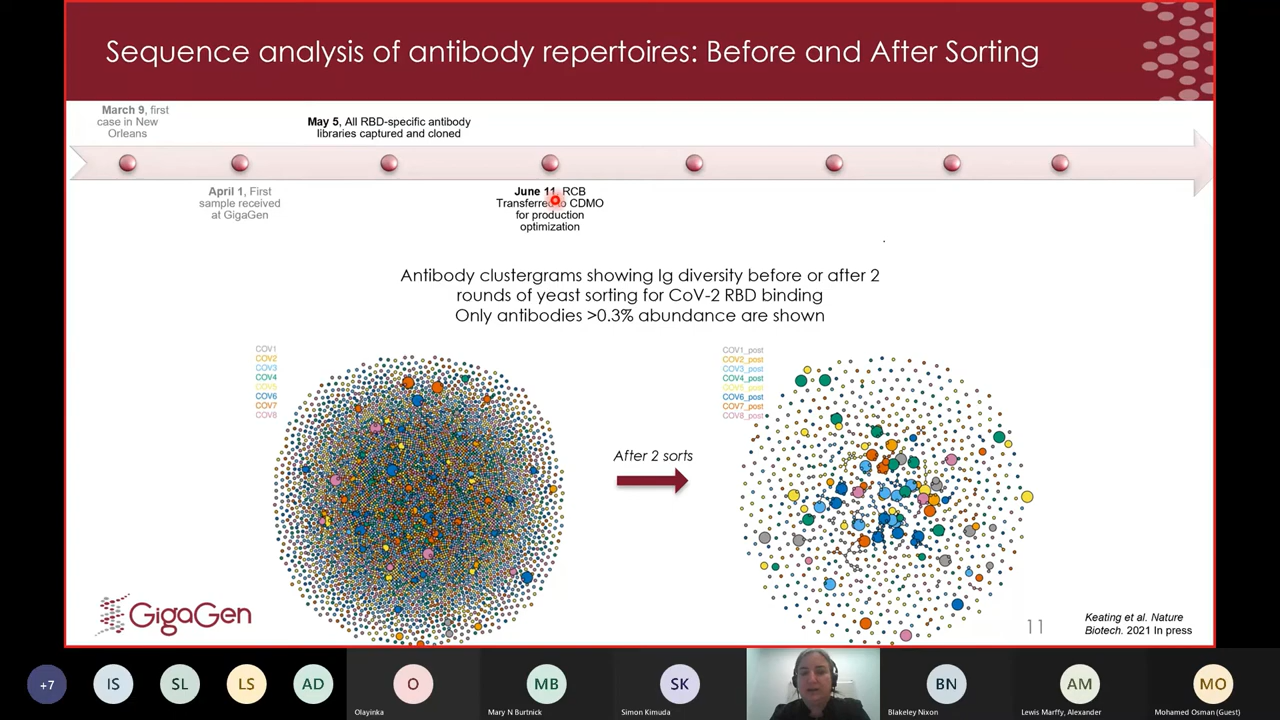 Sequence analysis of antibody repertoires: Before and After Sorting
March 9, first
case in New
Orleans
May 5, All RBD-specific antibody
libraries captured and cloned
April 1, First
sample received
at GigaGen
June 11, RCB
Transferred to CDMO
for production
optimization
Antibody clustergrams showing Ig diversity before or after 2
rounds of yeast sorting for CoV-2 RBD binding
Only antibodies >0.3% abundance are shown
COV1
COV2
COV3
COV4
COV5
COV6
COV7
COV8
After 2 sorts
COV1_post
COV2_post
COV3_post
COV4_post
COV5_post
COV6_post
COV7_post
COV8_post
GigaGen
11
Keating et al. Nature
Biotech. 2021 In press
+7
IS
SL
LS
AD
O
Olayinka
MB
Mary N Burtnick
SK
Simon Kimuda
BN
Blakeley Nixon
AM
Lewis Marffy, Alexander
MO
Mohamed Osman (Guest)